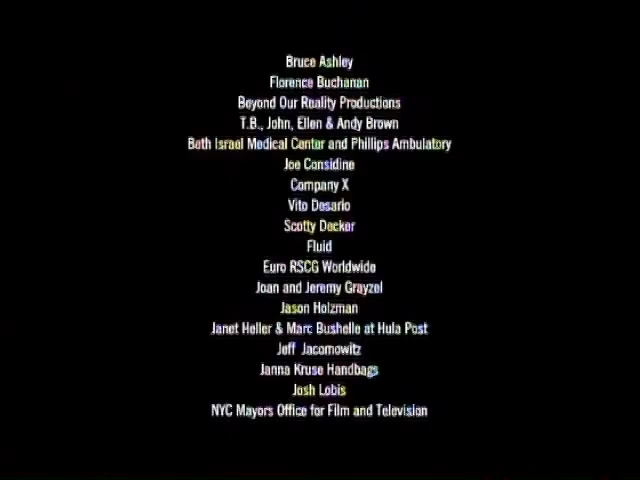 Bruce Ashley
Florence Buchanan
Beyond Our Reality Productions
T.B., John, Ellen & Andy Brown
Beth Israel Medical Center and Phillips Ambulatory
Joe Considine
Company X
Vito Desario
Scotty Decker
Fluid
Euro RSCG Worldwide
Joan and Jeremy Grayzel
Jason Holzman
Janet Heller & Marc Bushelle at Hula Post
Jeff Jacomowitz
Janna Kruse Handbags
Josh Lobis
NYC Mayors Office for Film and Television